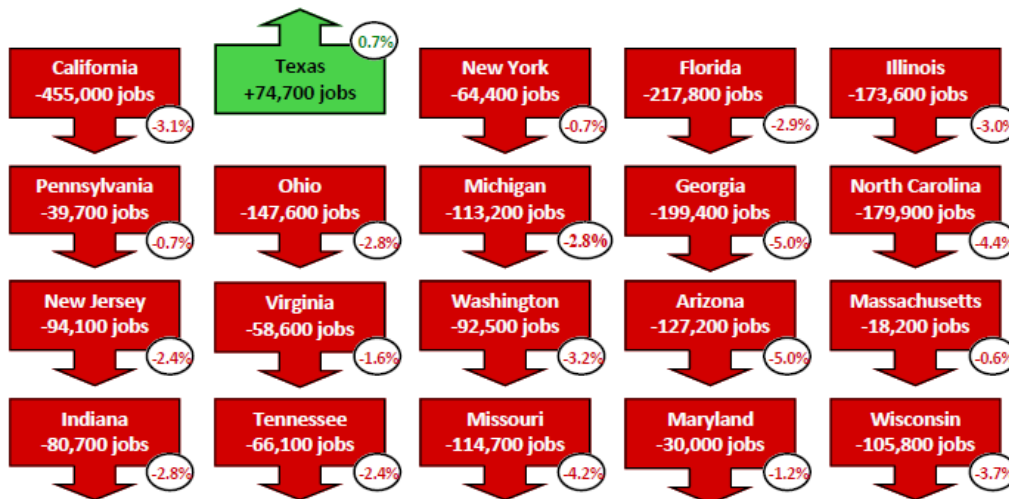 California
-455,000 jobs
-3.1%
Texas
+74,700 jobs
0.7%
New York
-64,400 jobs
-0.7%
Florida
-217,800 jobs
-2.9%
Illinois
-173,600 jobs
-3.0%
Pennsylvania
-39,700 jobs
-0.7%
Ohio
-147,600 jobs
-2.8%
Michigan
-113,200 jobs
-2.8%
Georgia
-199,400 jobs
-5.0%
North Carolina
-179,900 jobs
-4.4%
New Jersey
-94,100 jobs
-2.4%
Virginia
-58,600 jobs
-1.6%
Washington
-92,500 jobs
-3.2%
Arizona
-127,200 jobs
-5.0%
Massachusetts
-18,200 jobs
-0.6%
Indiana
-80,700 jobs
-2.8%
Tennessee
-66,100 jobs
-2.4%
Missouri
-114,700 jobs
-4.2%
Maryland
-30,000 jobs
-1.2%
Wisconsin
-105,800 jobs
-3.7%